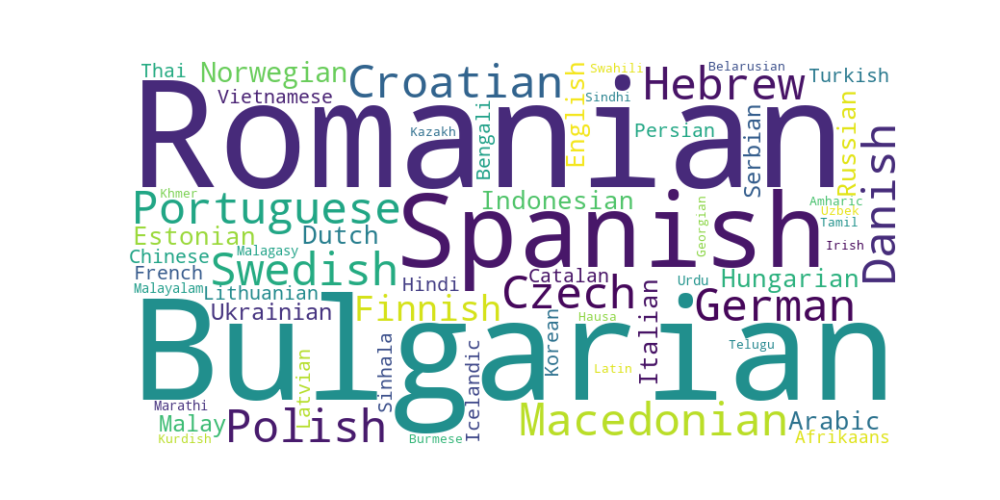 Thai
Norwegian
Croatian
English
Swahili
Hebrew
Belarusian
Turkish
Vietnamese
Sindhi
Romanian
Kazakh
Bengali
Persian
Serbian
Russian
Danish
Khmer
Portuguese
Spanish
Indonesian
Georgian
Amharic
Uzbek
Tamil
Estonian
Dutch
Irish
Chinese
Malagasy
French
Swedish
Hindi
Catalan
Czech
Urdu
Hungarian
Malayalam
Lithuanian
Ukrainian
Finnish
Korean
Hausa
Italian
German
Bulgarian
Latvian
Sinhala
Icelandic
Latin
Telugu
Marathi
Malay
Kurdish
Polish
Burmese
Macedonian
Arabic
Afrikaans